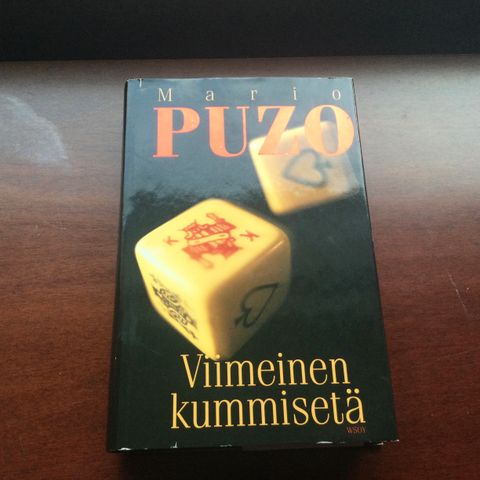 Mario
PUZO
K
K
Viimeinen
kummisetä
WSOY